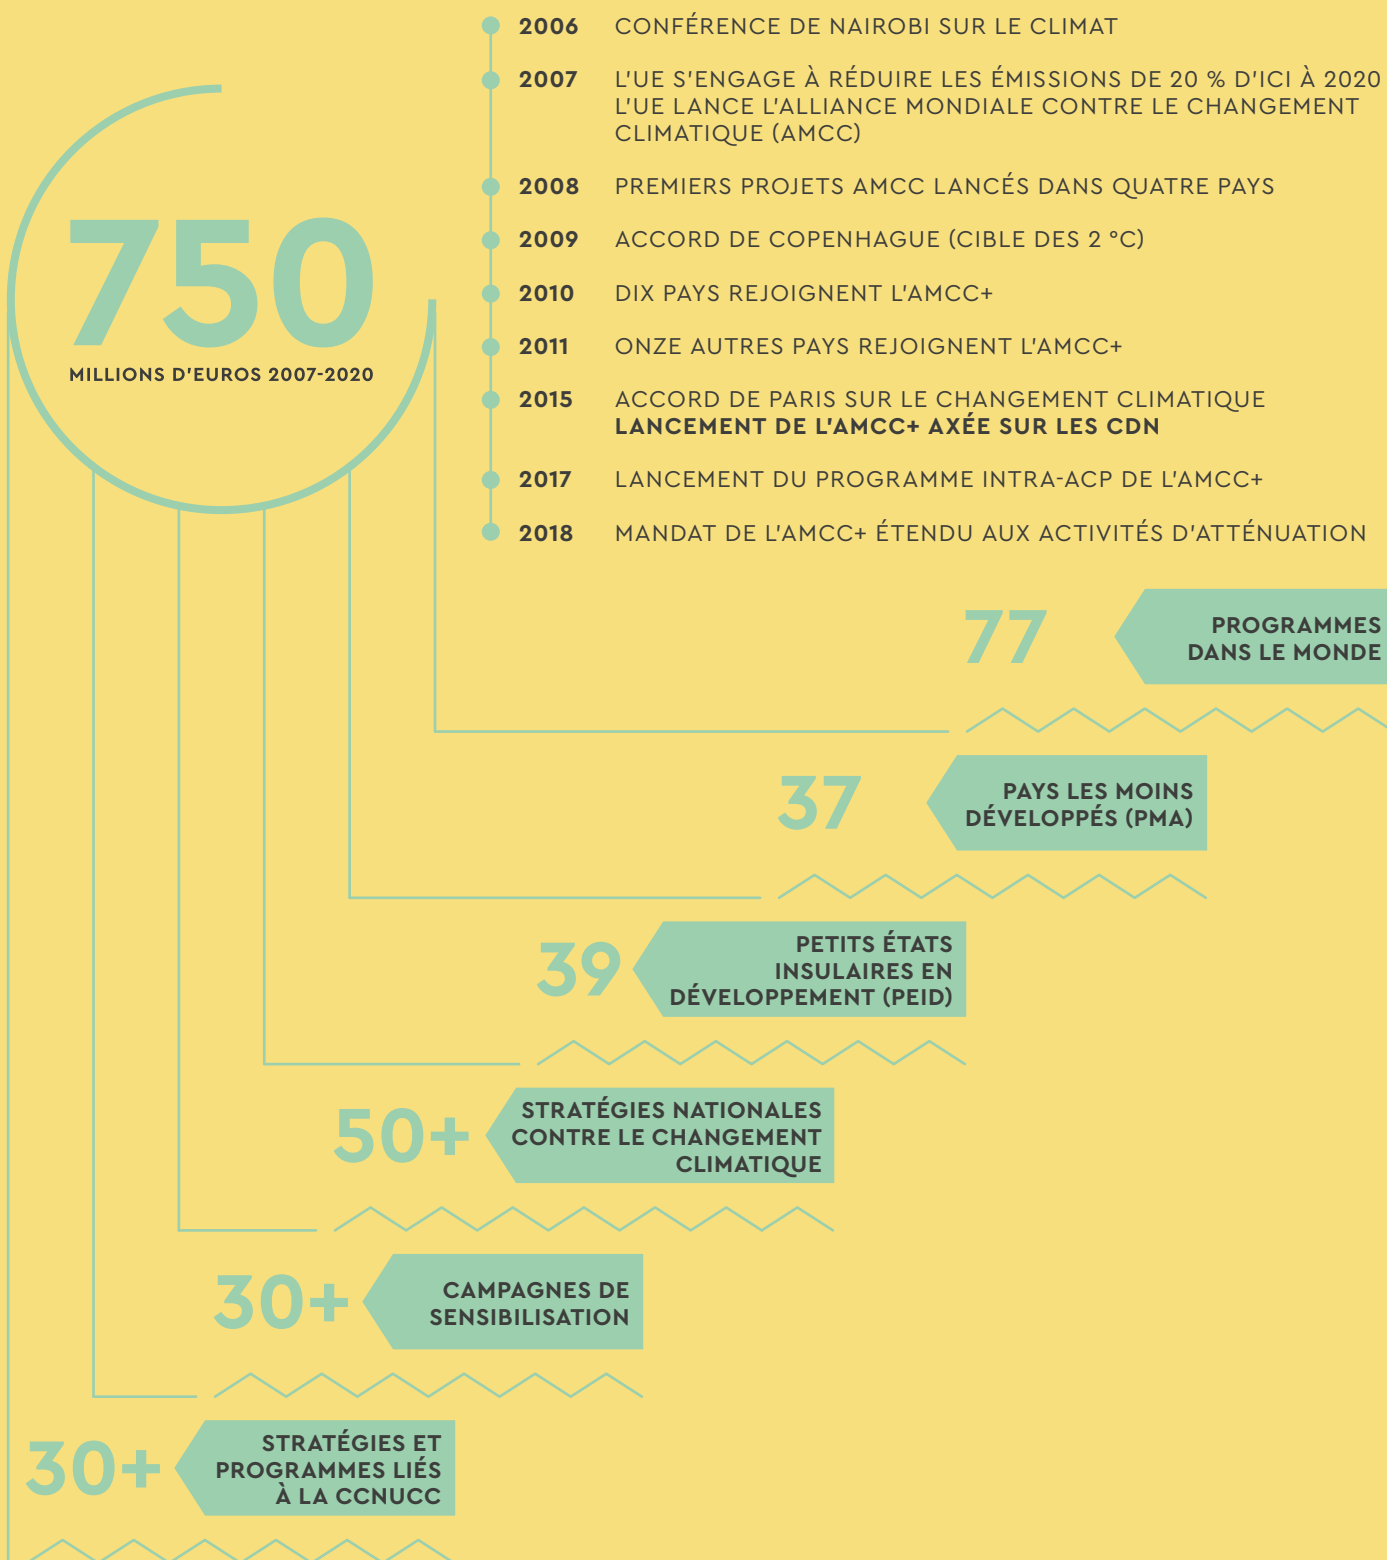 2006 CONFÉRENCE DE NAIROBI SUR LE CLIMAT
2007 L'UE S'ENGAGE À RÉDUIRE LES ÉMISSIONS DE 20 % D'ICI À 2020
L'UE LANCE L'ALLIANCE MONDIALE CONTRE LE CHANGEMENT
CLIMATIQUE (AMCC)
2008 PREMIERS PROJETS AMCC LANCÉS DANS QUATRE PAYS
2009 ACCORD DE COPENHAGUE (CIBLE DES 2 °C)
2010 DIX PAYS REJOIGNENT L'AMCC+
2011 ONZE AUTRES PAYS REJOIGNENT L'AMCC+
2015 ACCORD DE PARIS SUR LE CHANGEMENT CLIMATIQUE
LANCEMENT DE L'AMCC+ AXÉE SUR LES CDN
2017 LANCEMENT DU PROGRAMME INTRA-ACP DE L'AMCC+
2018 MANDAT DE L'AMCC+ ÉTENDU AUX ACTIVITÉS D'ATTÉNUATION
750
MILLIONS D'EUROS 2007-2020
77
PROGRAMMES
DANS LE MONDE
37
PAYS LES MOINS
DÉVELOPPÉS (PMA)
39
PETITS ÉTATS
INSULAIRES EN
DÉVELOPPEMENT (PEID)
50+
STRATÉGIES NATIONALES
CONTRE LE CHANGEMENT
CLIMATIQUE
30+
CAMPAGNES DE
SENSIBILISATION
30+
STRATÉGIES ET
PROGRAMMES LIÉS
À LA CCNUCC